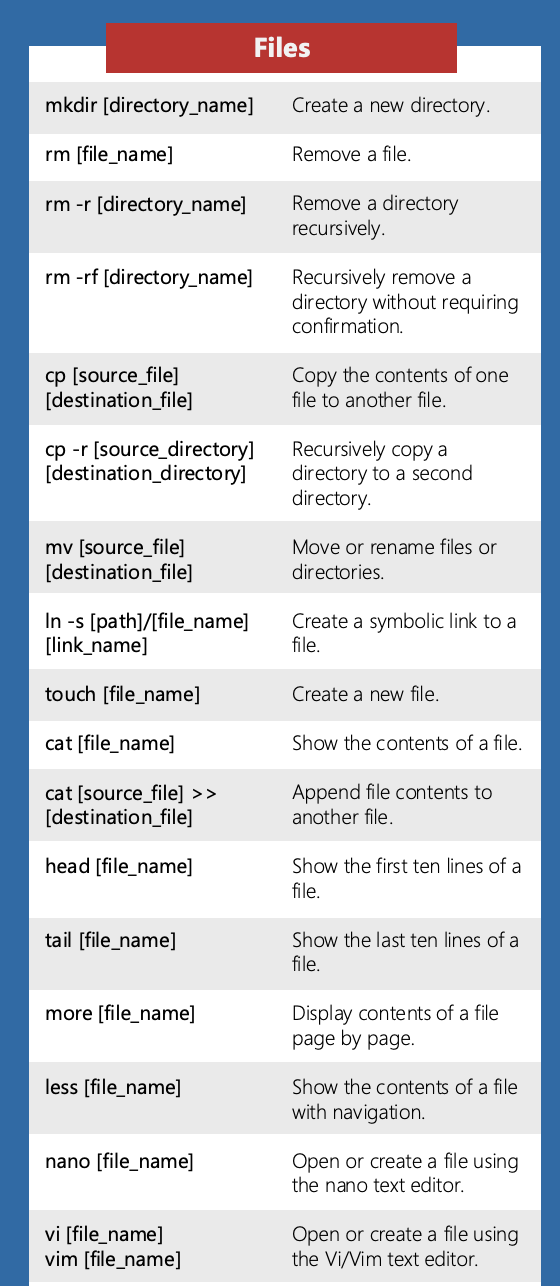 Files
mkdir [directory_name] Create a new directory.
rm [file_name] Remove a file.
rm -r [directory_name] Remove a directory
recursively.
rm -rf [directory_name] Recursively remove a
directory without requiring
confirmation.
cp [source_file] Copy the contents of one
[destination_file] file to another file.
cp -r [source_directory] Recursively copy a
[destination_directory] directory to a second
directory.
mv [source_file] Move or rename files or
[destination_file] directories.
ln -s [path]/[file_name] Create a symbolic link to a
[link_name] file.
touch [file_name] Create a new file.
cat [file_name] Show the contents of a file.
cat [source_file] >> Append file contents to
[destination_file] another file.
head [file_name] Show the first ten lines of a
file.
tail [file_name] Show the last ten lines of a
file.
more [file_name] Display contents of a file
page by page.
less [file_name] Show the contents of a file
with navigation.
nano [file_name] Open or create a file using
the nano text editor.
vi [file_name] Open or create a file using
vim [file_name] the Vi/Vim text editor.